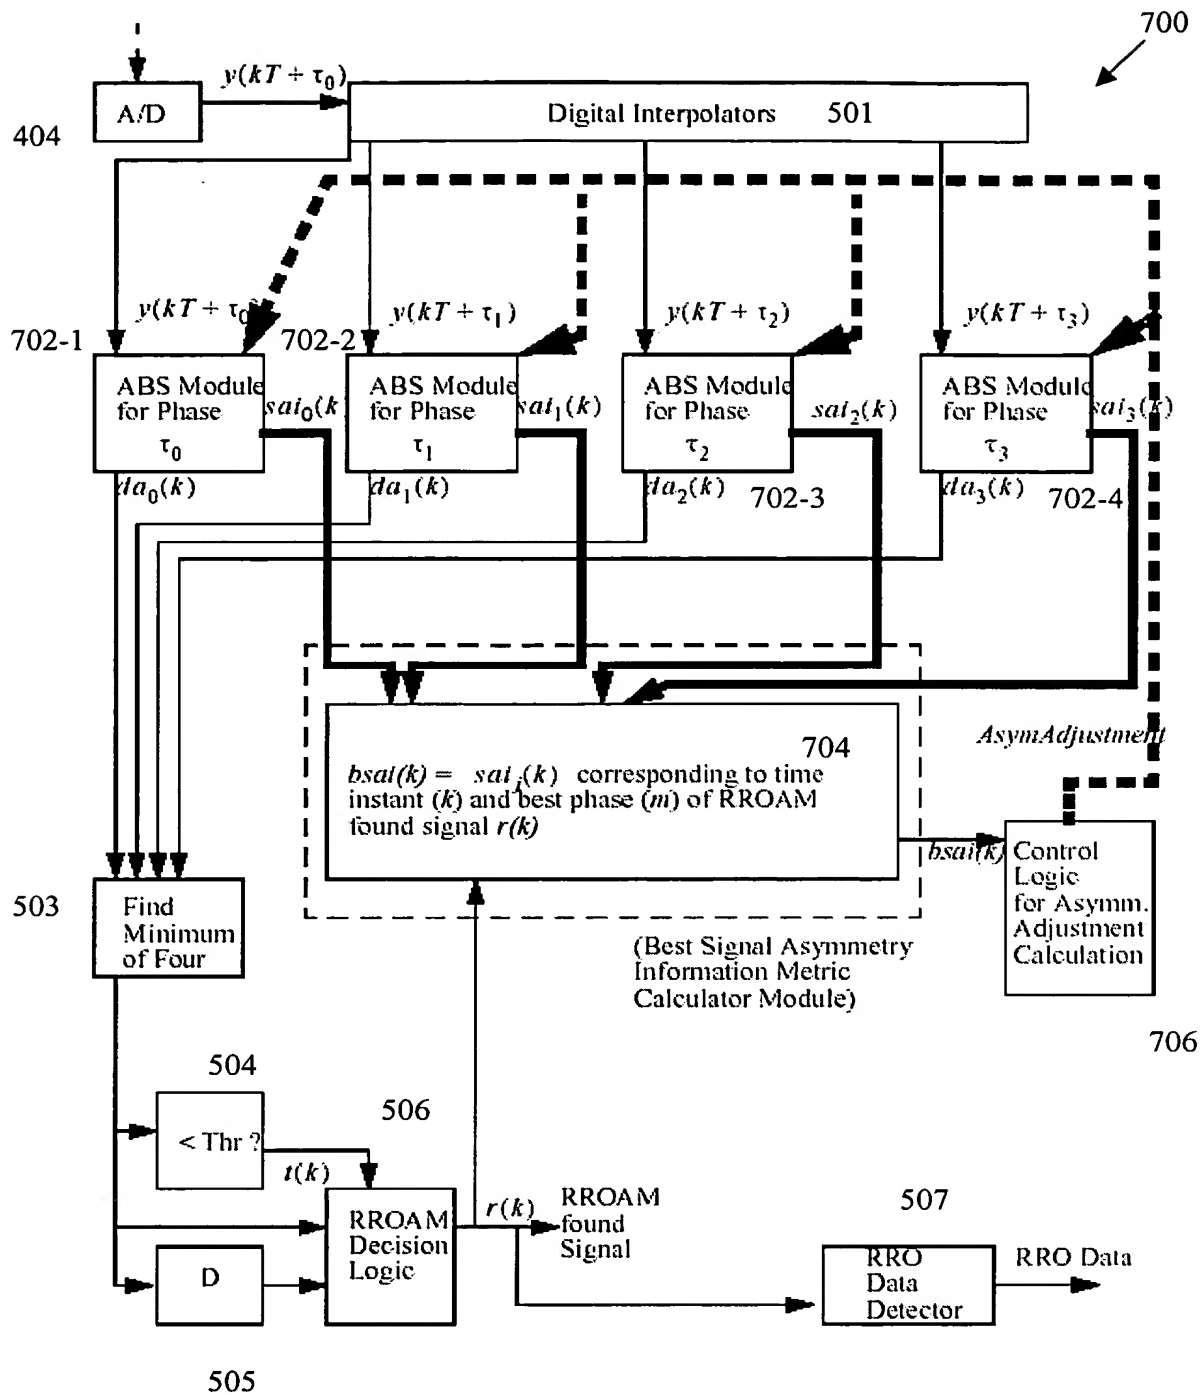 700
y(kT + τ0)
A/D
Digital Interpolators 501
404
y(kT + τ0)
y(kT + τ1)
y(kT + τ2)
y(kT + τ3)
702-1
702-2
ABS Module
for Phase
τ0
sai0(k
ABS Module
for Phase
τ1
sai1(k)
ABS Module
for Phase
τ2
sai2(k)
ABS Module
for Phase
τ3
sai3(k)
da0(k)
da1(k)
da2(k)
702-3
da3(k)
702-4
704
AsymAdjustment
bsai(k) = saij(k) corresponding to time
instant (k) and best phase (m) of RROAM
found signal r(k)
bsai(k)
Control
Logic
for Asymm.
Adjustment
Calculation
503
Find
Minimum
of Four
(Best Signal Asymmetry
Information Metric
Calculator Module)
706
504
506
< Thr ?
t(k)
RROAM
Decision
Logic
r(k)
RROAM
found
Signal
507
D
RRO
Data
Detector
RRO Data
505